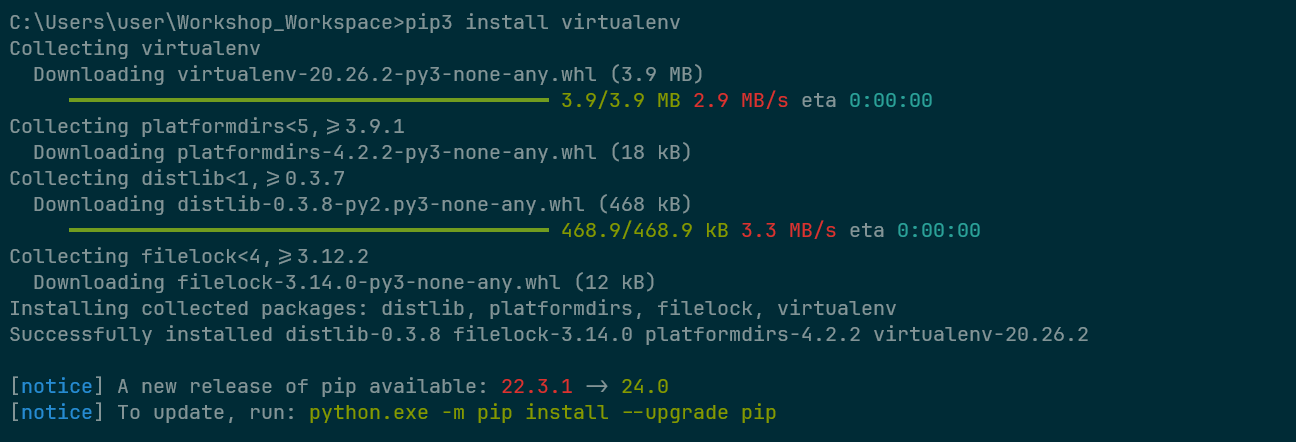 C:\Users\user\Workshop_Workspace>pip3 install virtualenv
Collecting virtualenv
  Downloading virtualenv-20.26.2-py3-none-any.whl (3.9 MB)
     ━━━━━━━━━━━━━━━━━━━━━━━━━━━━━━━━━━━━━━━━ 3.9/3.9 MB 2.9 MB/s eta 0:00:00
Collecting platformdirs<5,>=3.9.1
  Downloading platformdirs-4.2.2-py3-none-any.whl (18 kB)
Collecting distlib<1,>=0.3.7
  Downloading distlib-0.3.8-py2.py3-none-any.whl (468 kB)
     ━━━━━━━━━━━━━━━━━━━━━━━━━━━━━━━━━━━━━━━━ 468.9/468.9 kB 3.3 MB/s eta 0:00:00
Collecting filelock<4,>=3.12.2
  Downloading filelock-3.14.0-py3-none-any.whl (12 kB)
Installing collected packages: distlib, platformdirs, filelock, virtualenv
Successfully installed distlib-0.3.8 filelock-3.14.0 platformdirs-4.2.2 virtualenv-20.26.2
[notice] A new release of pip available: 22.3.1 -> 24.0
[notice] To update, run: python.exe -m pip install --upgrade pip